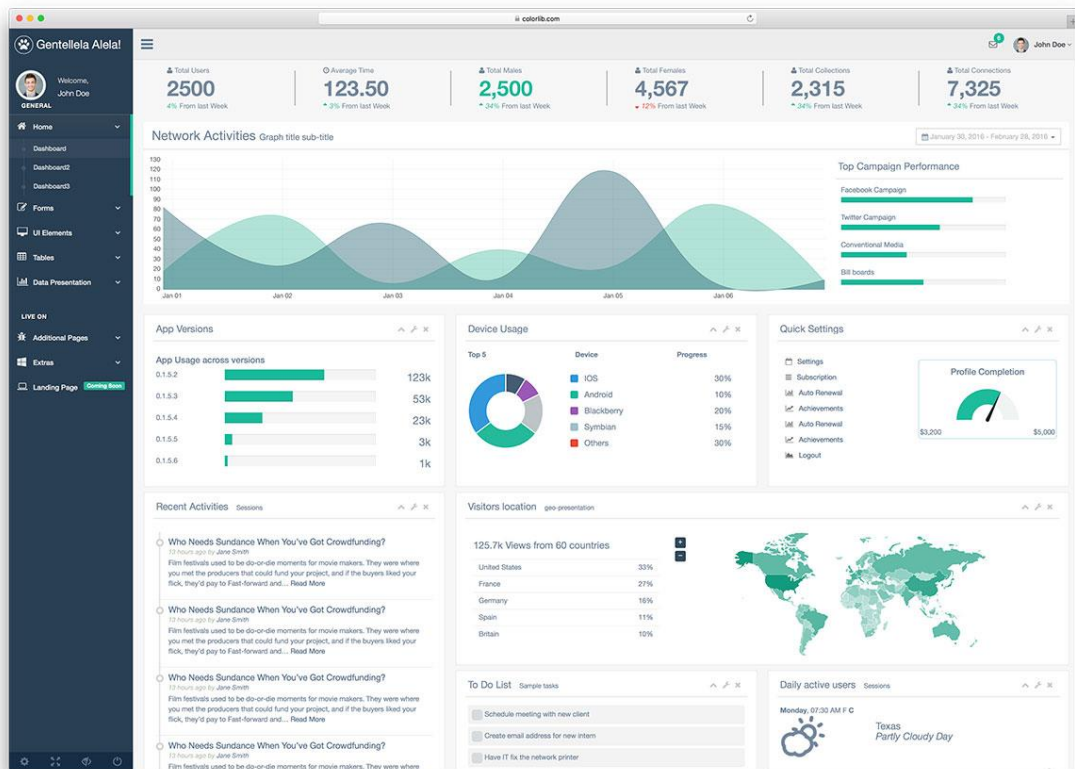 colorlib.com
Gentellela Alela!
Welcome,
John Doe
GENERAL
Home
Dashboard
Dashboard2
Dashboard3
Forms
UI Elements
Tables
Data Presentation
LIVE ON
Additional Pages
Extras
Landing Page Coming Soon
6
John Doe
Total Users
2500
4% From last Week
Average Time
123.50
3% From last Week
Total Males
2,500
34% From last Week
Total Females
4,567
12% From last Week
Total Collections
2,315
34% From last Week
Total Connections
7,325
34% From last Week
Network Activities Graph title sub-title
January 30, 2016 - February 28, 2016
130
120
110
100
90
80
70
60
50
40
30
20
10
0
Jan 01 Jan 02 Jan 03 Jan 04 Jan 05 Jan 06
Top Campaign Performance
Facebook Campaign
Twitter Campaign
Conventional Media
Bill boards
App Versions
App Usage across versions
0.1.5.2 123k
0.1.5.3 53k
0.1.5.4 23k
0.1.5.5 3k
0.1.5.6 1k
Device Usage
Top 5 Device Progress
IOS 30%
Android 10%
Blackberry 20%
Symbian 15%
Others 30%
Quick Settings
Settings
Subscription
Auto Renewal
Achievements
Auto Renewal
Achievements
Logout
Profile Completion
$3,200 $5,000
Recent Activities Sessions
Who Needs Sundance When You've Got Crowdfunding?
13 hours ago by Jane Smith
Film festivals used to be do-or-die moments for movie makers. They were where
you met the producers that could fund your project, and if the buyers liked your
flick, they'd pay to Fast-forward and… Read More
Who Needs Sundance When You've Got Crowdfunding?
13 hours ago by Jane Smith
Film festivals used to be do-or-die moments for movie makers. They were where
you met the producers that could fund your project, and if the buyers liked your
flick, they'd pay to Fast-forward and… Read More
Who Needs Sundance When You've Got Crowdfunding?
13 hours ago by Jane Smith
Film festivals used to be do-or-die moments for movie makers. They were where
you met the producers that could fund your project, and if the buyers liked your
flick, they'd pay to Fast-forward and… Read More
Who Needs Sundance When You've Got Crowdfunding?
13 hours ago by Jane Smith
Film festivals used to be do-or-die moments for movie makers. They were where
Visitors location geo-presentation
125.7k Views from 60 countries
United States 33%
France 27%
Germany 16%
Spain 11%
Britain 10%
To Do List Sample tasks
Schedule meeting with new client
Create email address for new intern
Have IT fix the network printer
Daily active users Sessions
Monday, 07:30 AM F C
Texas
Partly Cloudy Day